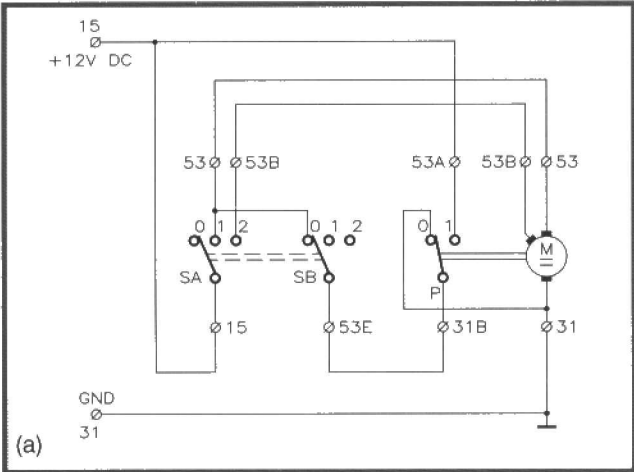 15
+12V DC
53 53B 53A 53B 53
0 1 2 0 1 2 0 1
M
SA SB P
15 53E 31B 31
GND
31
(a)